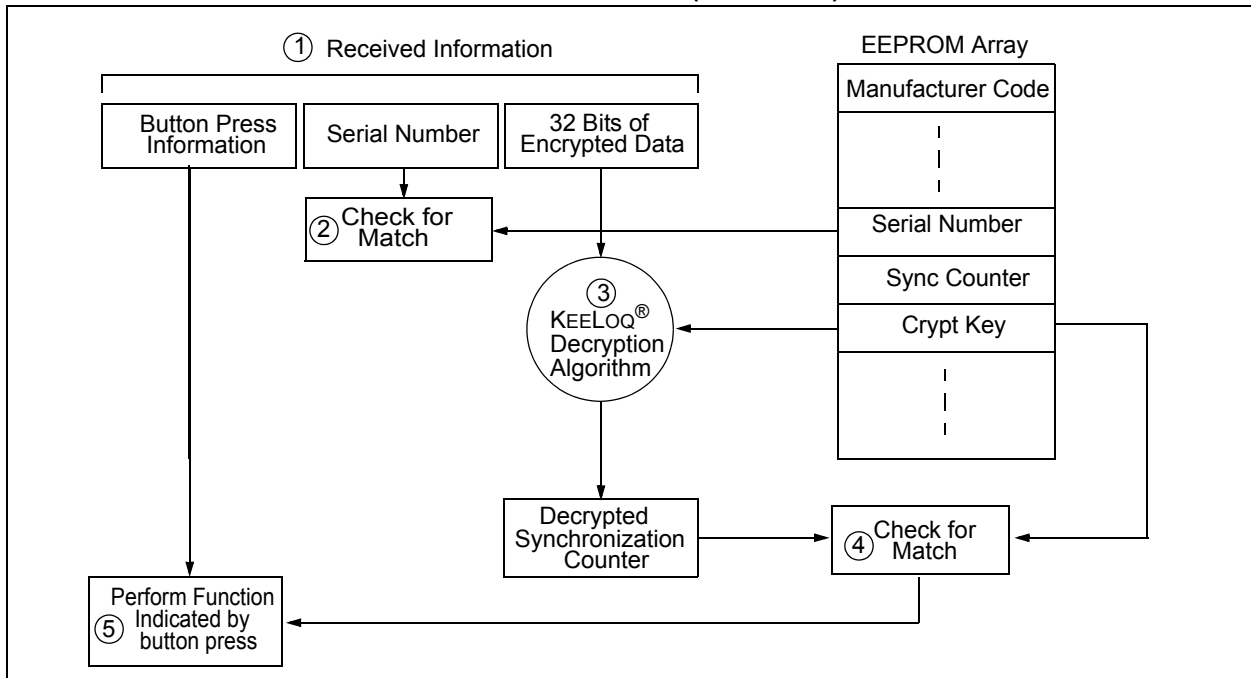 ① Received Information
EEPROM Array
Manufacturer Code
Button Press
Information
Serial Number
32 Bits of
Encrypted Data
② Check for
Match
Serial Number
Sync Counter
Crypt Key
③
KEELOQ®
Decryption
Algorithm
Decrypted
Synchronization
Counter
④ Check for
Match
Perform Function
⑤ Indicated by
button press